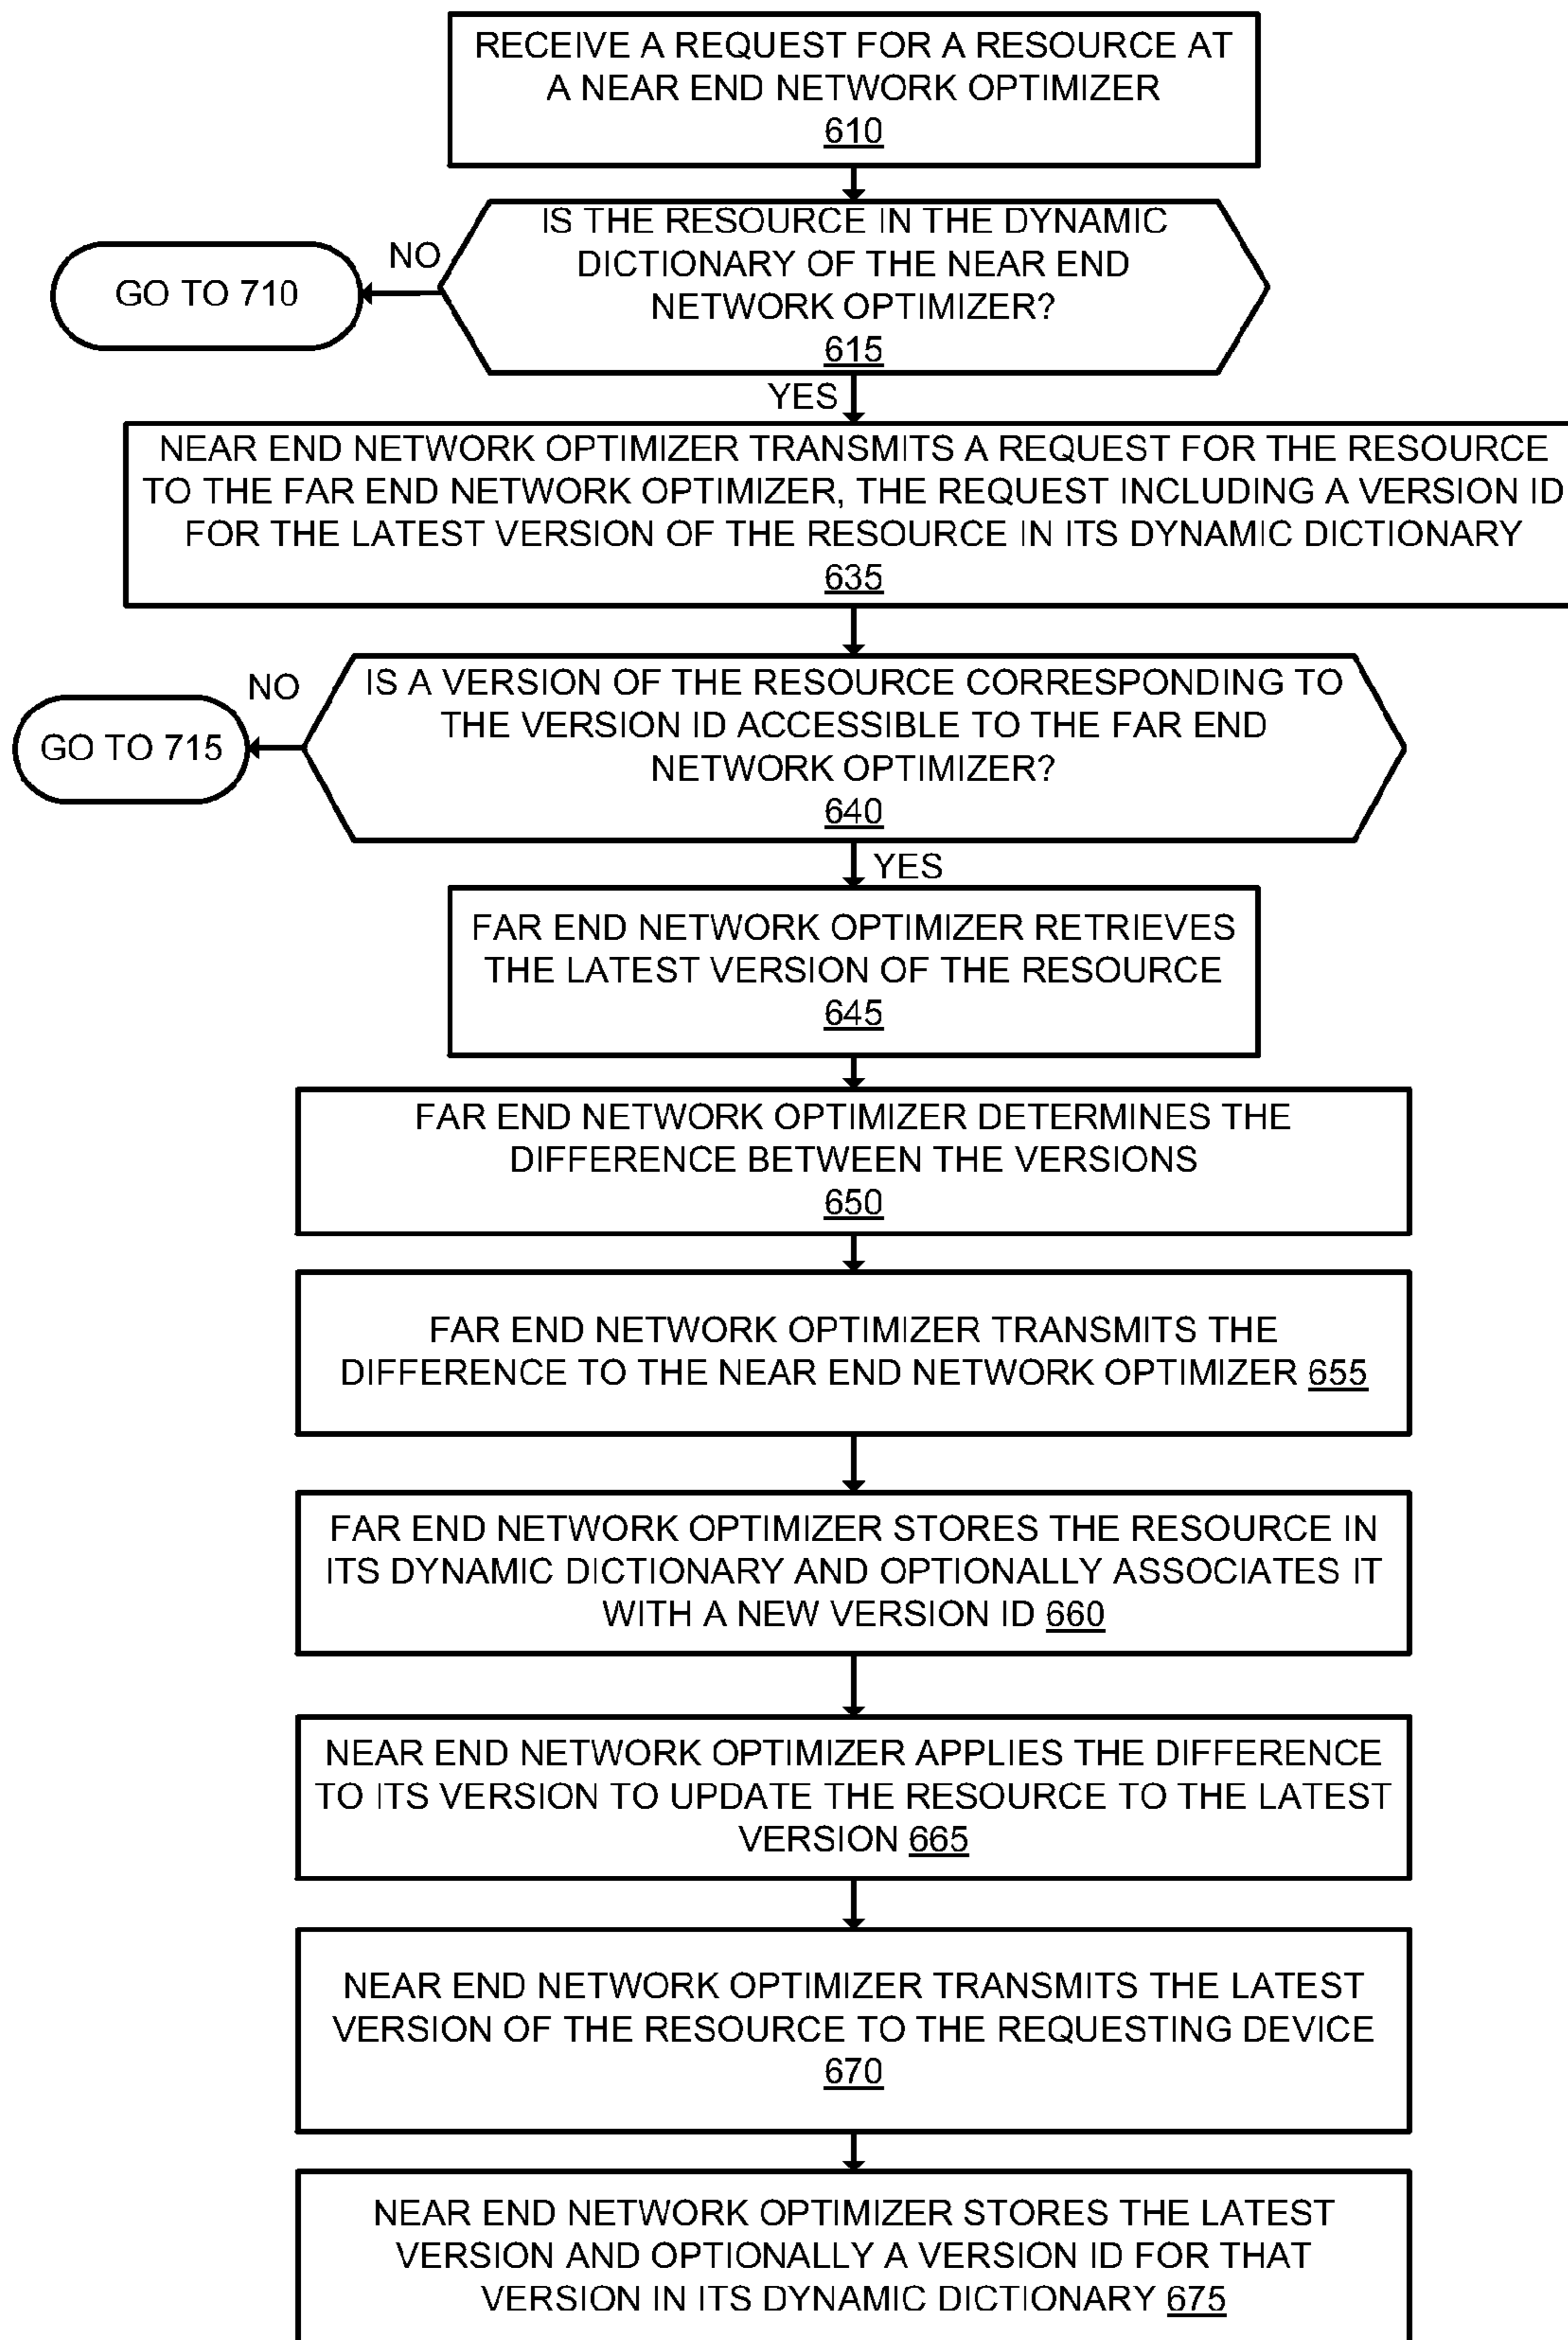 RECEIVE A REQUEST FOR A RESOURCE AT
A NEAR END NETWORK OPTIMIZER
610
IS THE RESOURCE IN THE DYNAMIC
DICTIONARY OF THE NEAR END
NETWORK OPTIMIZER?
615
NO
GO TO 710
YES
NEAR END NETWORK OPTIMIZER TRANSMITS A REQUEST FOR THE RESOURCE
TO THE FAR END NETWORK OPTIMIZER, THE REQUEST INCLUDING A VERSION ID
FOR THE LATEST VERSION OF THE RESOURCE IN ITS DYNAMIC DICTIONARY
635
IS A VERSION OF THE RESOURCE CORRESPONDING TO
THE VERSION ID ACCESSIBLE TO THE FAR END
NETWORK OPTIMIZER?
640
NO
GO TO 715
YES
FAR END NETWORK OPTIMIZER RETRIEVES
THE LATEST VERSION OF THE RESOURCE
645
FAR END NETWORK OPTIMIZER DETERMINES THE
DIFFERENCE BETWEEN THE VERSIONS
650
FAR END NETWORK OPTIMIZER TRANSMITS THE
DIFFERENCE TO THE NEAR END NETWORK OPTIMIZER 655
FAR END NETWORK OPTIMIZER STORES THE RESOURCE IN
ITS DYNAMIC DICTIONARY AND OPTIONALLY ASSOCIATES IT
WITH A NEW VERSION ID 660
NEAR END NETWORK OPTIMIZER APPLIES THE DIFFERENCE
TO ITS VERSION TO UPDATE THE RESOURCE TO THE LATEST
VERSION 665
NEAR END NETWORK OPTIMIZER TRANSMITS THE LATEST
VERSION OF THE RESOURCE TO THE REQUESTING DEVICE
670
NEAR END NETWORK OPTIMIZER STORES THE LATEST
VERSION AND OPTIONALLY A VERSION ID FOR THAT
VERSION IN ITS DYNAMIC DICTIONARY 675